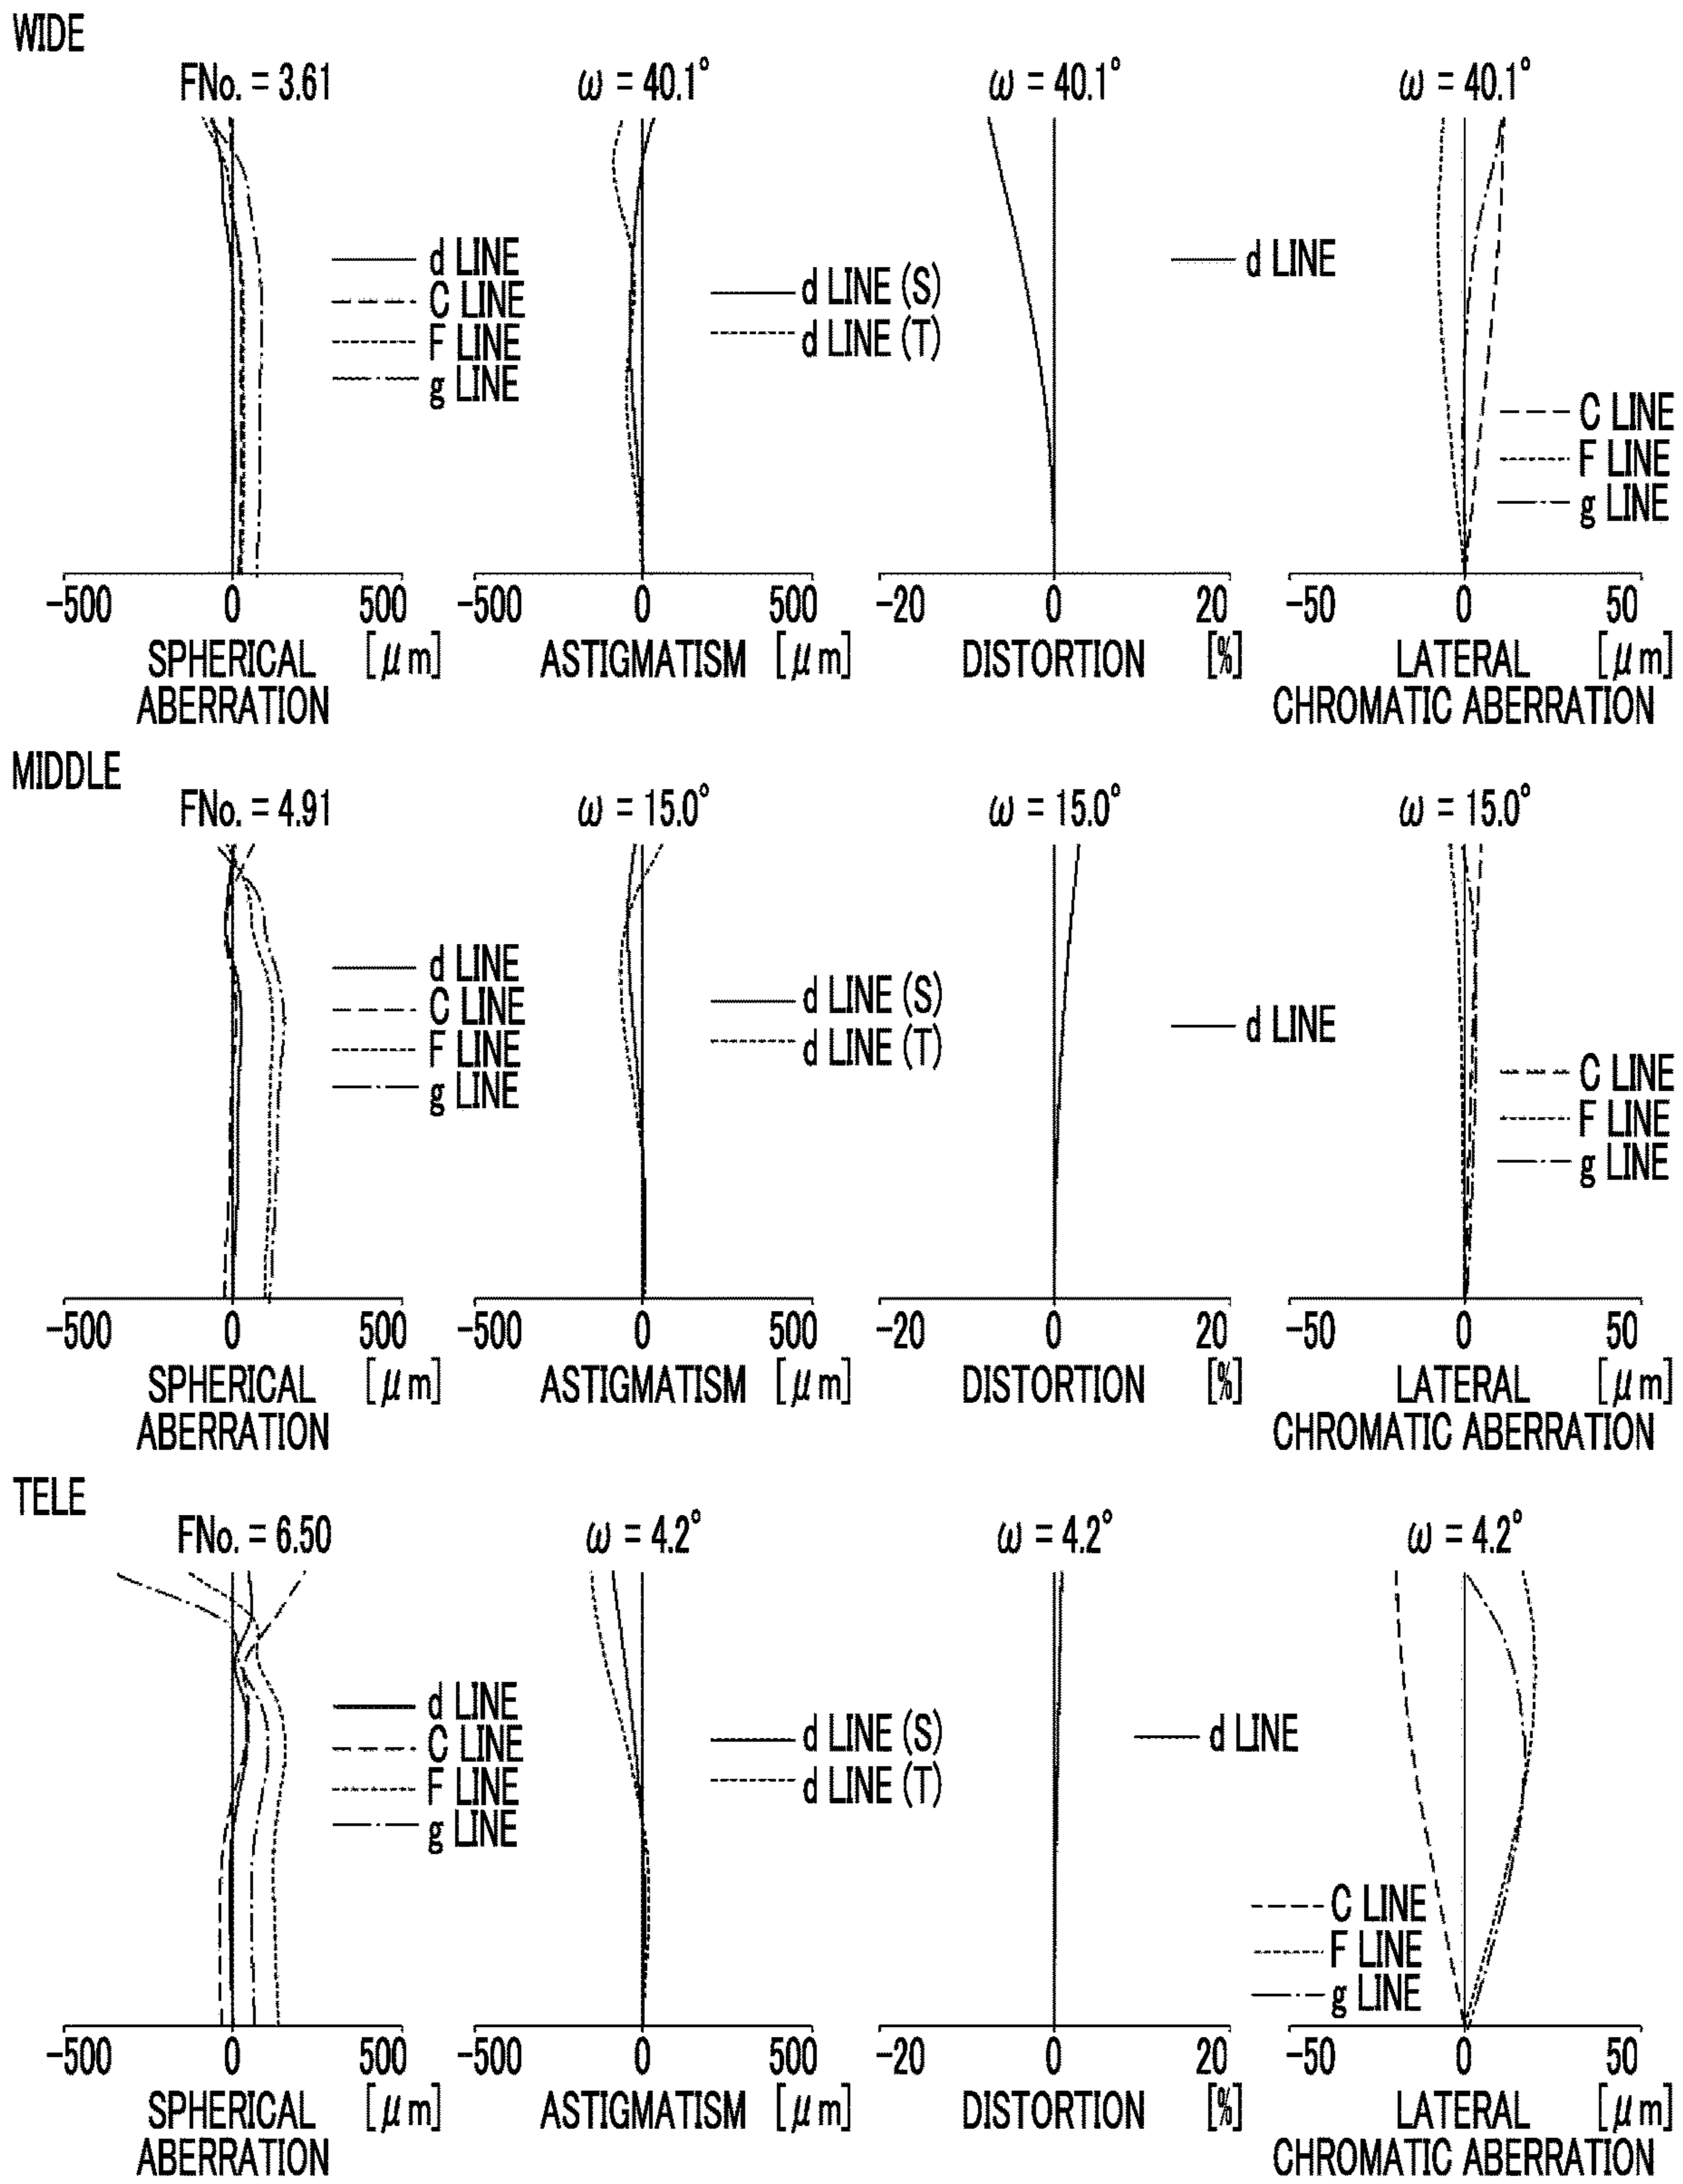 WIDE
FNo. = 3.61
ω = 40.1°
ω = 40.1°
ω = 40.1°
d LINE
C LINE
F LINE
g LINE
d LINE (S)
d LINE (T)
d LINE
C LINE
F LINE
g LINE
-500 0 500
-500 0 500
-20 0 20
-50 0 50
SPHERICAL ABERRATION [μm]
ASTIGMATISM [μm]
DISTORTION [%]
LATERAL [μm]
CHROMATIC ABERRATION
MIDDLE
FNo. = 4.91
ω = 15.0°
ω = 15.0°
ω = 15.0°
d LINE
C LINE
F LINE
g LINE
d LINE (S)
d LINE (T)
d LINE
C LINE
F LINE
g LINE
-500 0 500
-500 0 500
-20 0 20
-50 0 50
SPHERICAL [μm]
ABERRATION
ASTIGMATISM [μm]
DISTORTION [%]
LATERAL [μm]
CHROMATIC ABERRATION
TELE
FNo. = 6.50
ω = 4.2°
ω = 4.2°
ω = 4.2°
d LINE
C LINE
F LINE
g LINE
d LINE (S)
d LINE (T)
d LINE
C LINE
F LINE
g LINE
-500 0 500
-500 0 500
-20 0 20
-50 0 50
SPHERICAL [μm]
ABERRATION
ASTIGMATISM [μm]
DISTORTION [%]
LATERAL [μm]
CHROMATIC ABERRATION